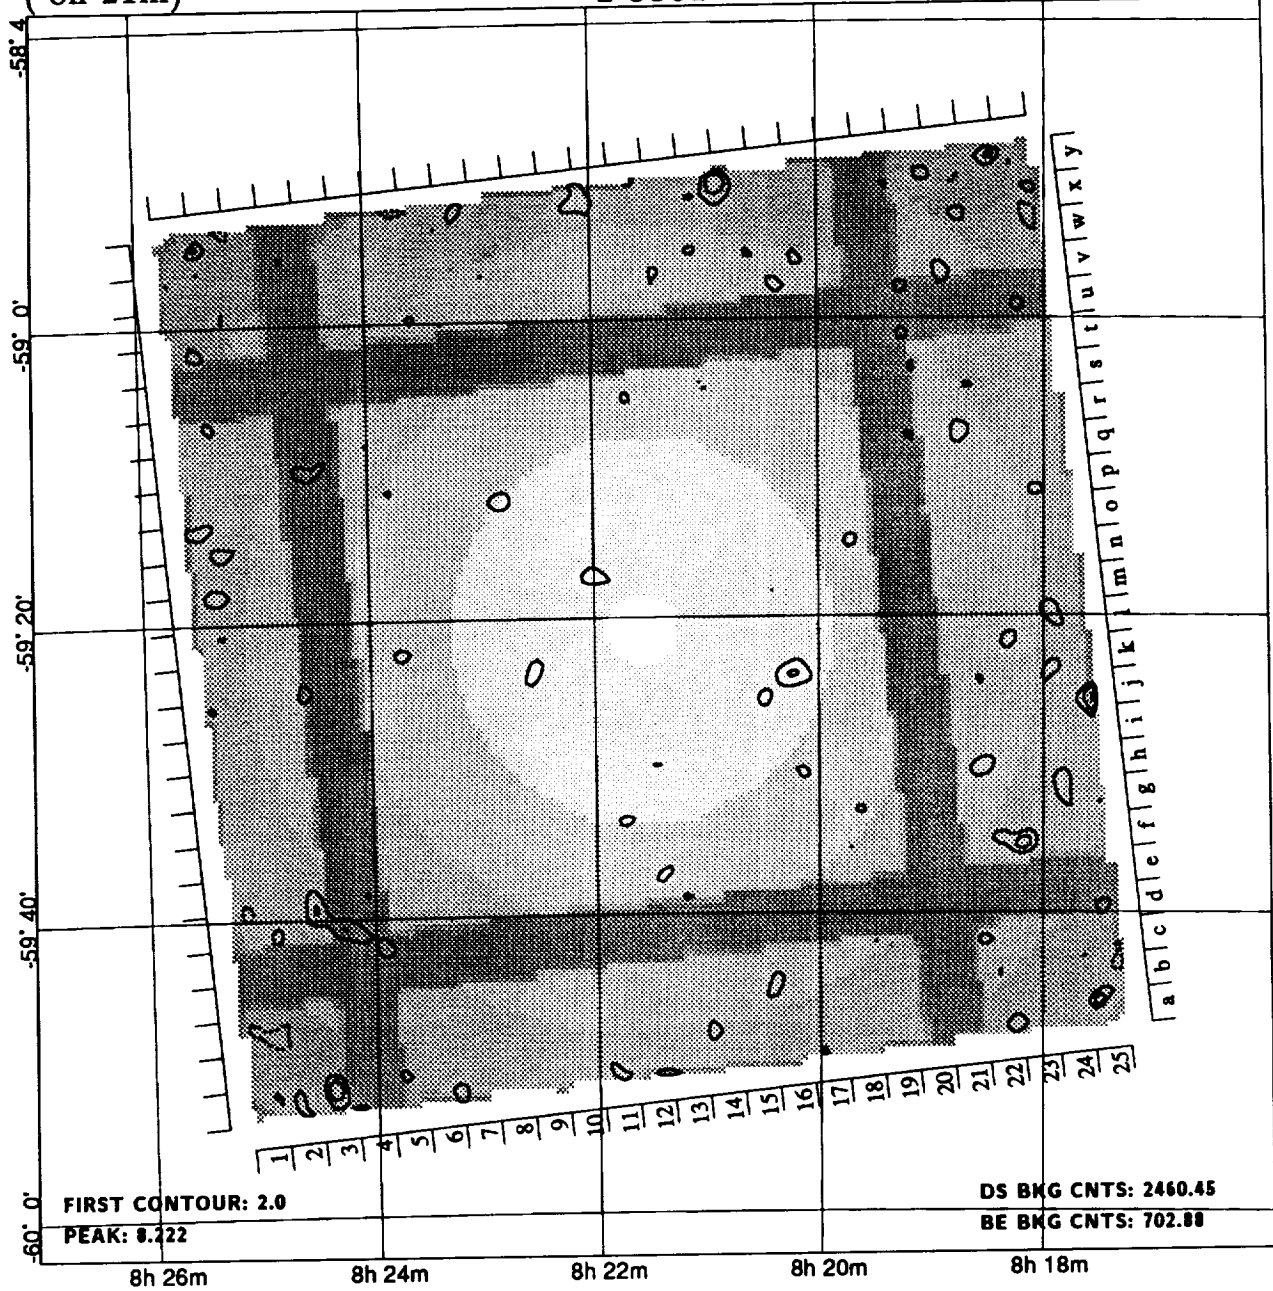 -58° 4
y
x
w
v
u
t
s
r
q
p
o
n
m
l
k
j
i
h
g
f
e
d
c
b
a
-59° 0'
-59° 20'
-59° 40'
-60° 0'
1 2 3 4 5 6 7 8 9 10 11 12 13 14 15 16 17 18 19 20 21 22 23 24 25
FIRST CONTOUR: 2.0
PEAK: 8.222
DS BKG CNTS: 2460.45
BE BKG CNTS: 702.88
8h 26m 8h 24m 8h 22m 8h 20m 8h 18m